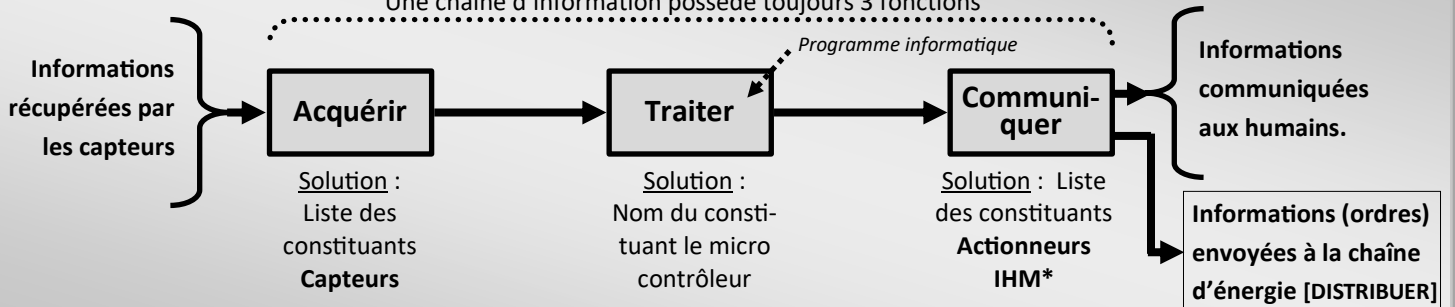 Une chaîne d'information possède toujours 3 fonctions
Programme informatique
Informations
récupérées par
les capteurs
Acquérir
Solution :
Liste des
constituants
Capteurs
Traiter
Solution :
Nom du consti-
tuant le micro
contrôleur
Communi-
quer
Solution : Liste
des constituants
Actionneurs
IHM*
Informations
communiquées
aux humains.
Informations (ordres)
envoyées à la chaîne
d'énergie [DISTRIBUER]